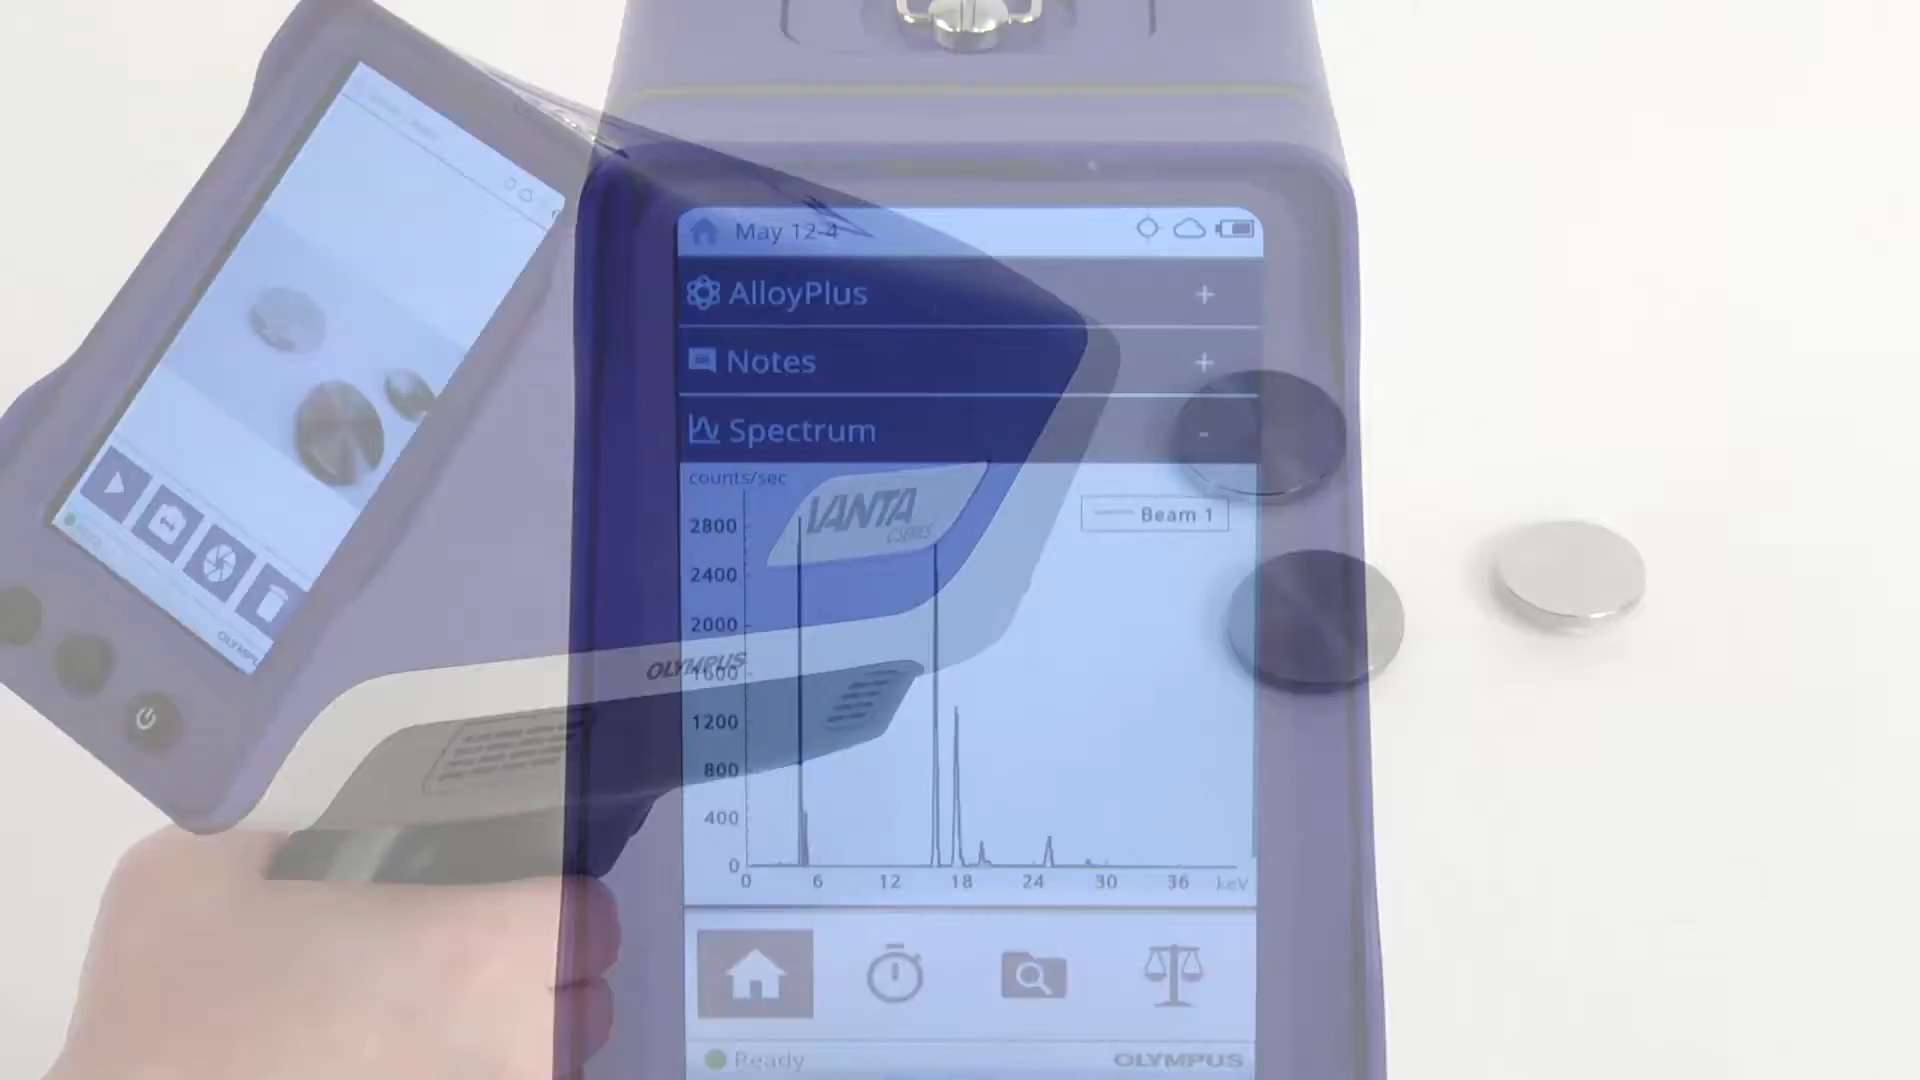 May 12-4
AlloyPlus +
Notes +
Spectrum -
counts/sec
VANTA
CSERIES
Beam 1
2800
2400
2000
OLYMPUS
1600
1200
800
400
0
0 6 12 18 24 30 36 keV
Ready OLYMPUS